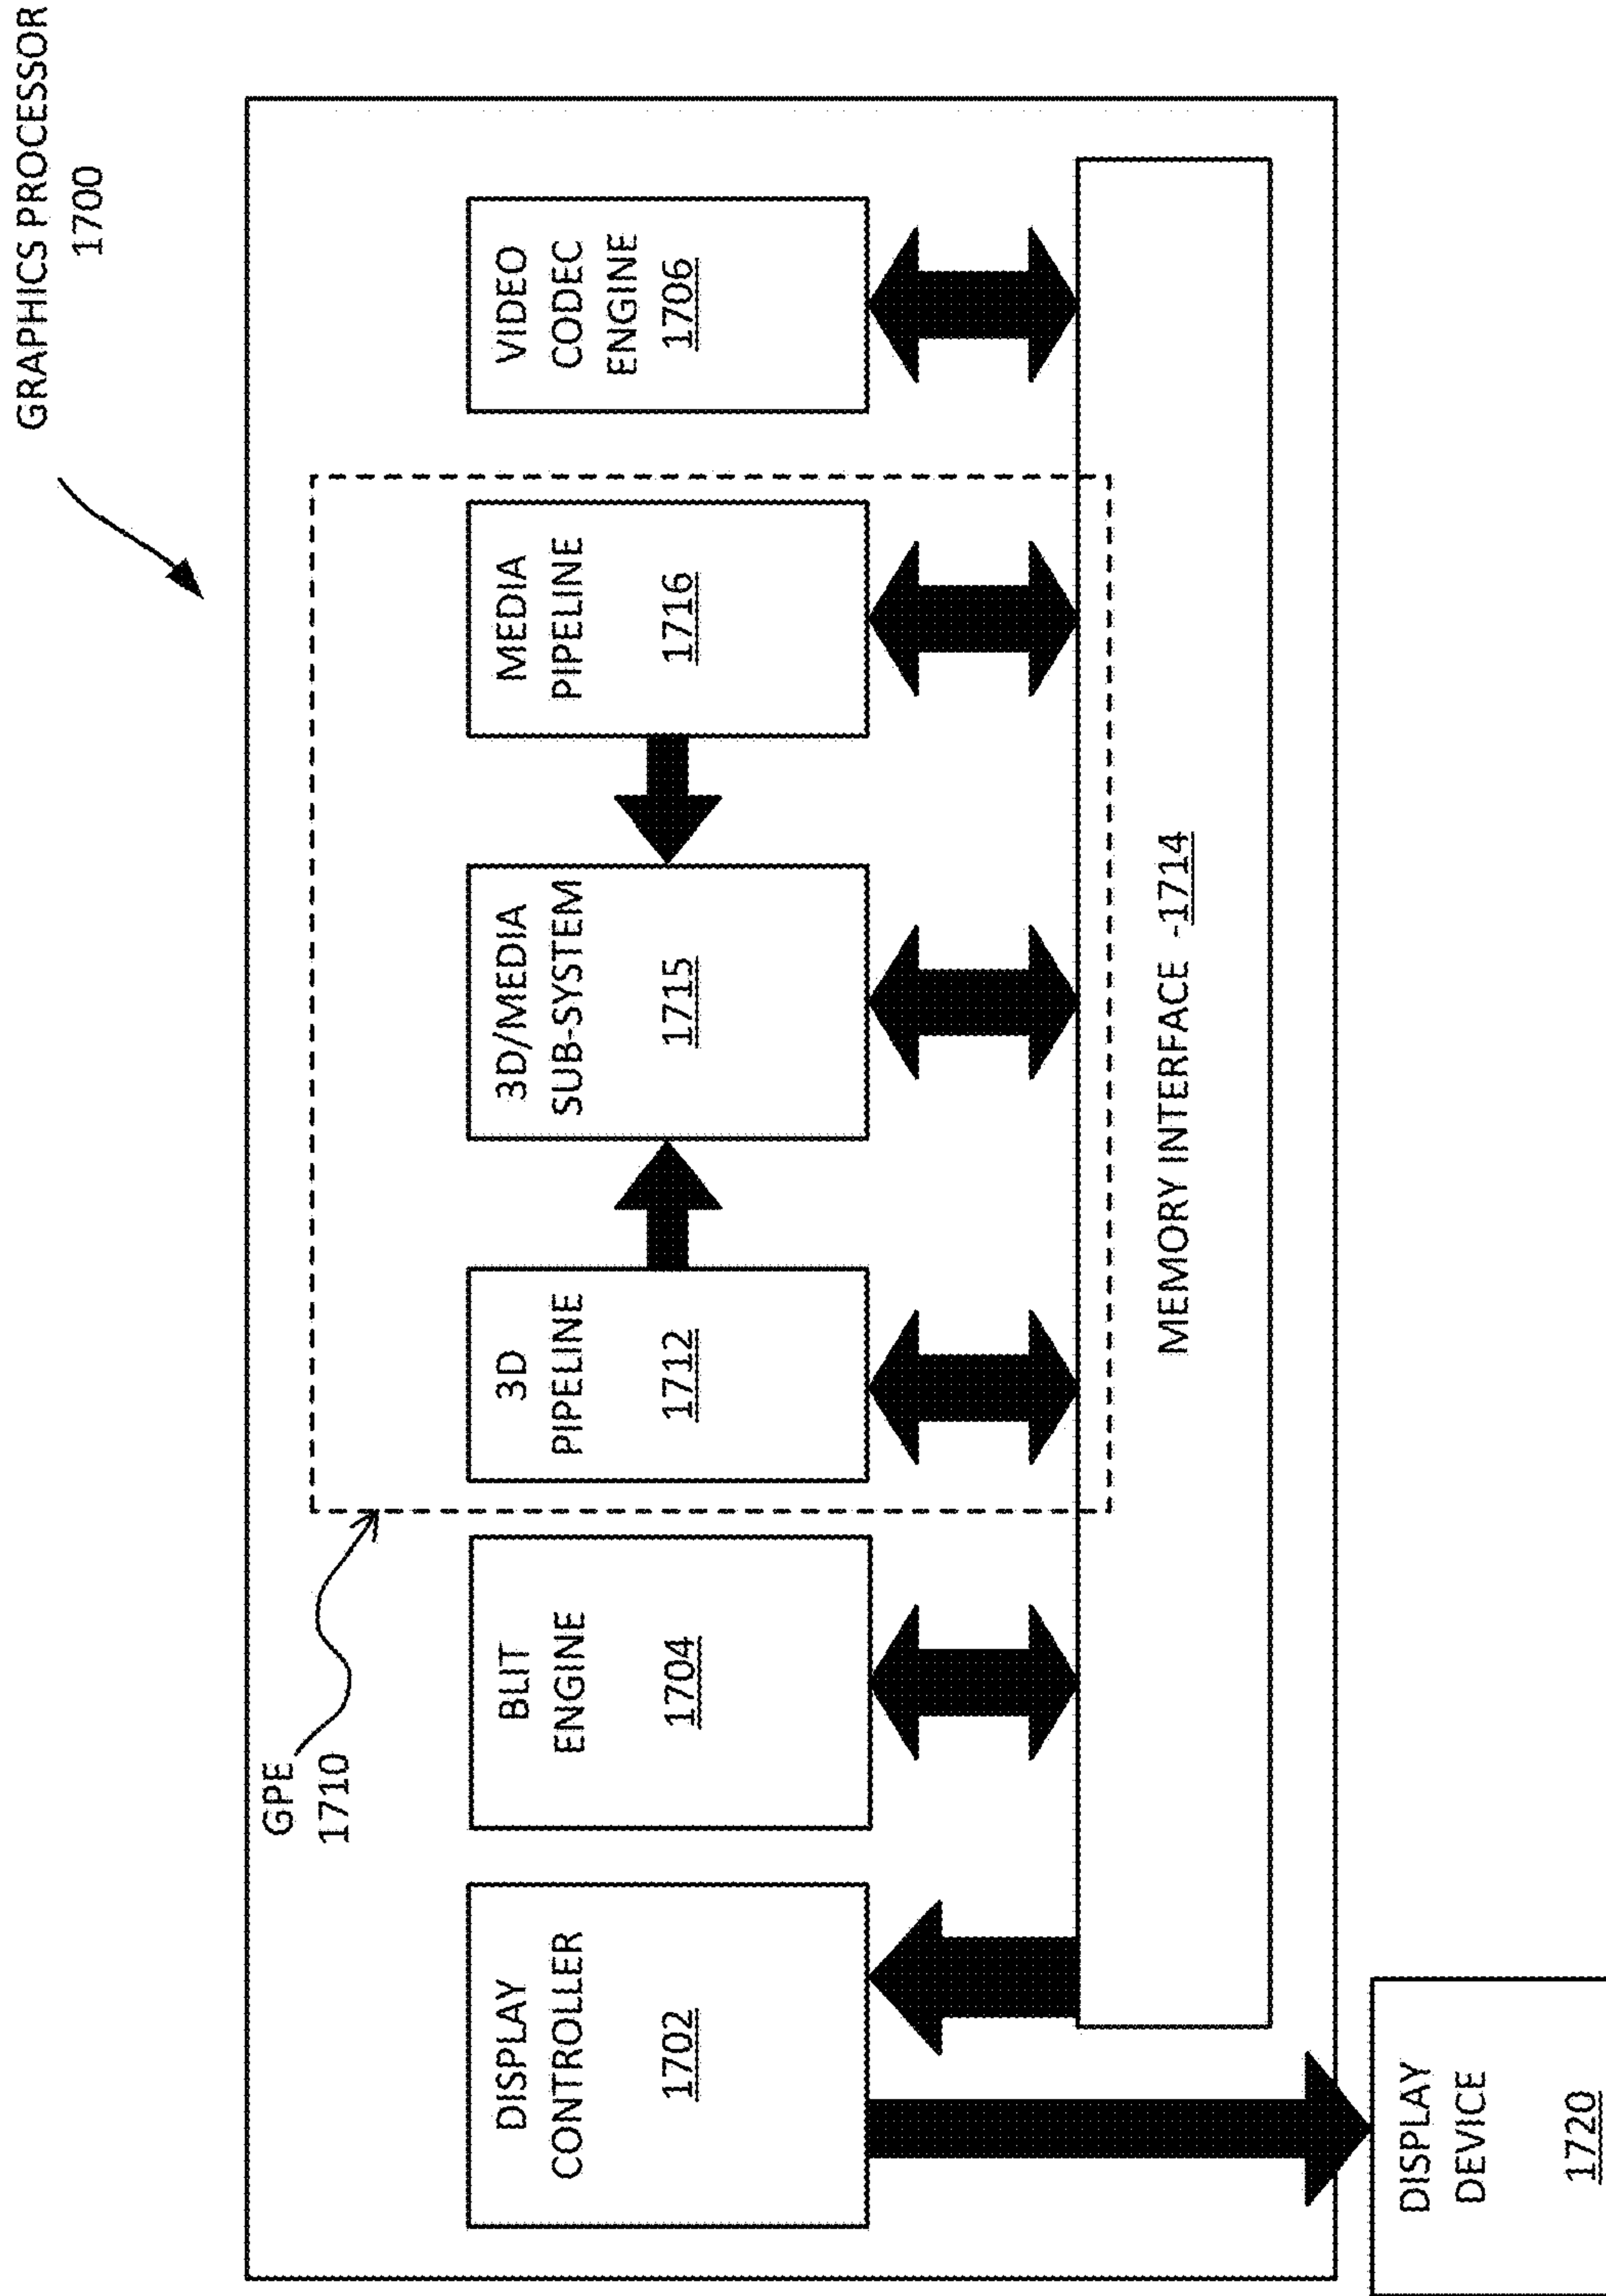 GRAPHICS PROCESSOR
1700
GPE
1710
DISPLAY
CONTROLLER
1702
BLIT
ENGINE
1704
3D
PIPELINE
1712
3D/MEDIA
SUB-SYSTEM
1715
MEDIA
PIPELINE
1716
VIDEO
CODEC
ENGINE
1706
MEMORY INTERFACE -1714
DISPLAY
DEVICE
1720